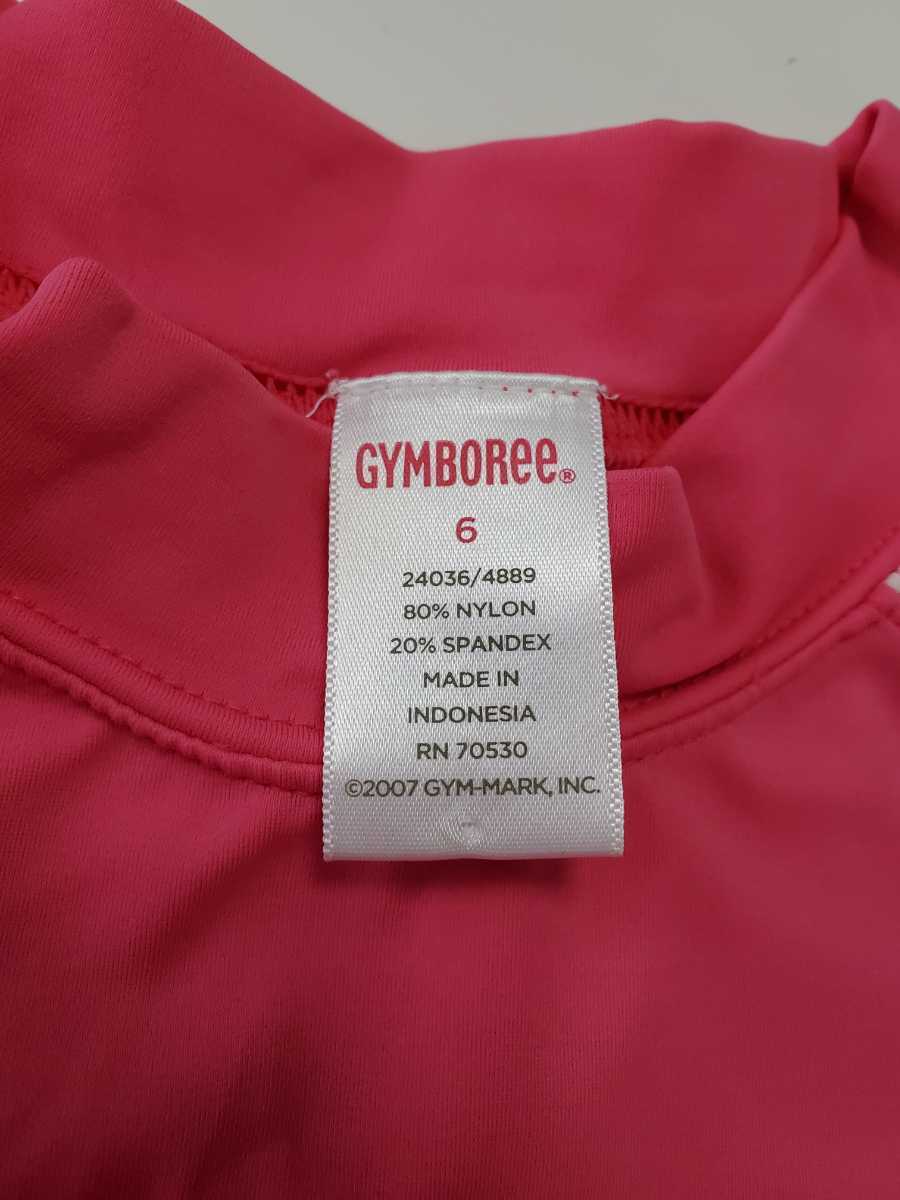 GYMBOREE®
6
24036/4889
80% NYLON
20% SPANDEX
MADE IN
INDONESIA
RN 70530
©2007 GYM-MARK, INC.